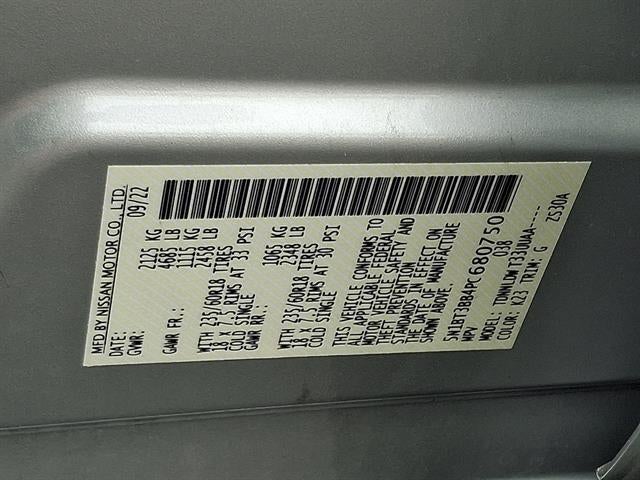 MFD BY NISSAN MOTOR CO., LTD.
DATE: 09/22
GVWR: 2125 KG
4685 LB
GAWR FR: 1115 KG
2458 LB
WITH 235/60R18 TIRES
18 X 7.5 RIMS AT 33 PSI
COLD SINGLE
GAWR RR: 1065 KG
2348 LB
WITH 235/60R18 TIRES
18 X 7.5 RIMS AT 30 PSI
COLD SINGLE
THIS VEHICLE CONFORMS TO
ALL APPLICABLE FEDERAL
MOTOR VEHICLE SAFETY AND
THEFT PREVENTION
STANDARDS IN EFFECT ON
THE DATE OF MANUFACTURE
SHOWN ABOVE.
5N1BT3BB4PC680750
MPV 038
MODEL:
COLOR: K23 TRIM: G
ZS30A